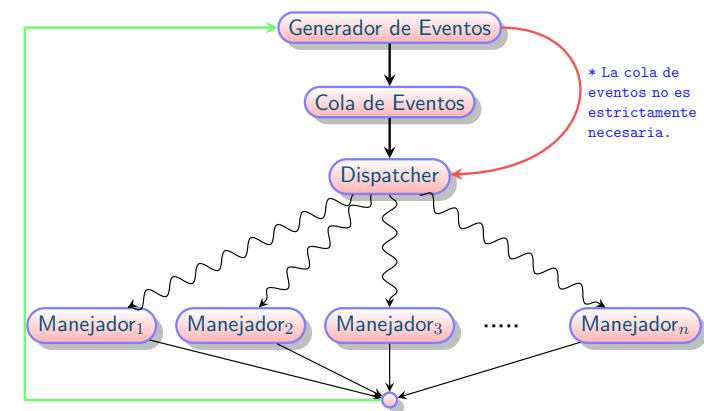 Generador de Eventos
* La cola de
eventos no es
estrictamente
necesaria.
Cola de Eventos
Dispatcher
Manejador₁ Manejador₂ Manejador₃ ..... Manejadorₙ